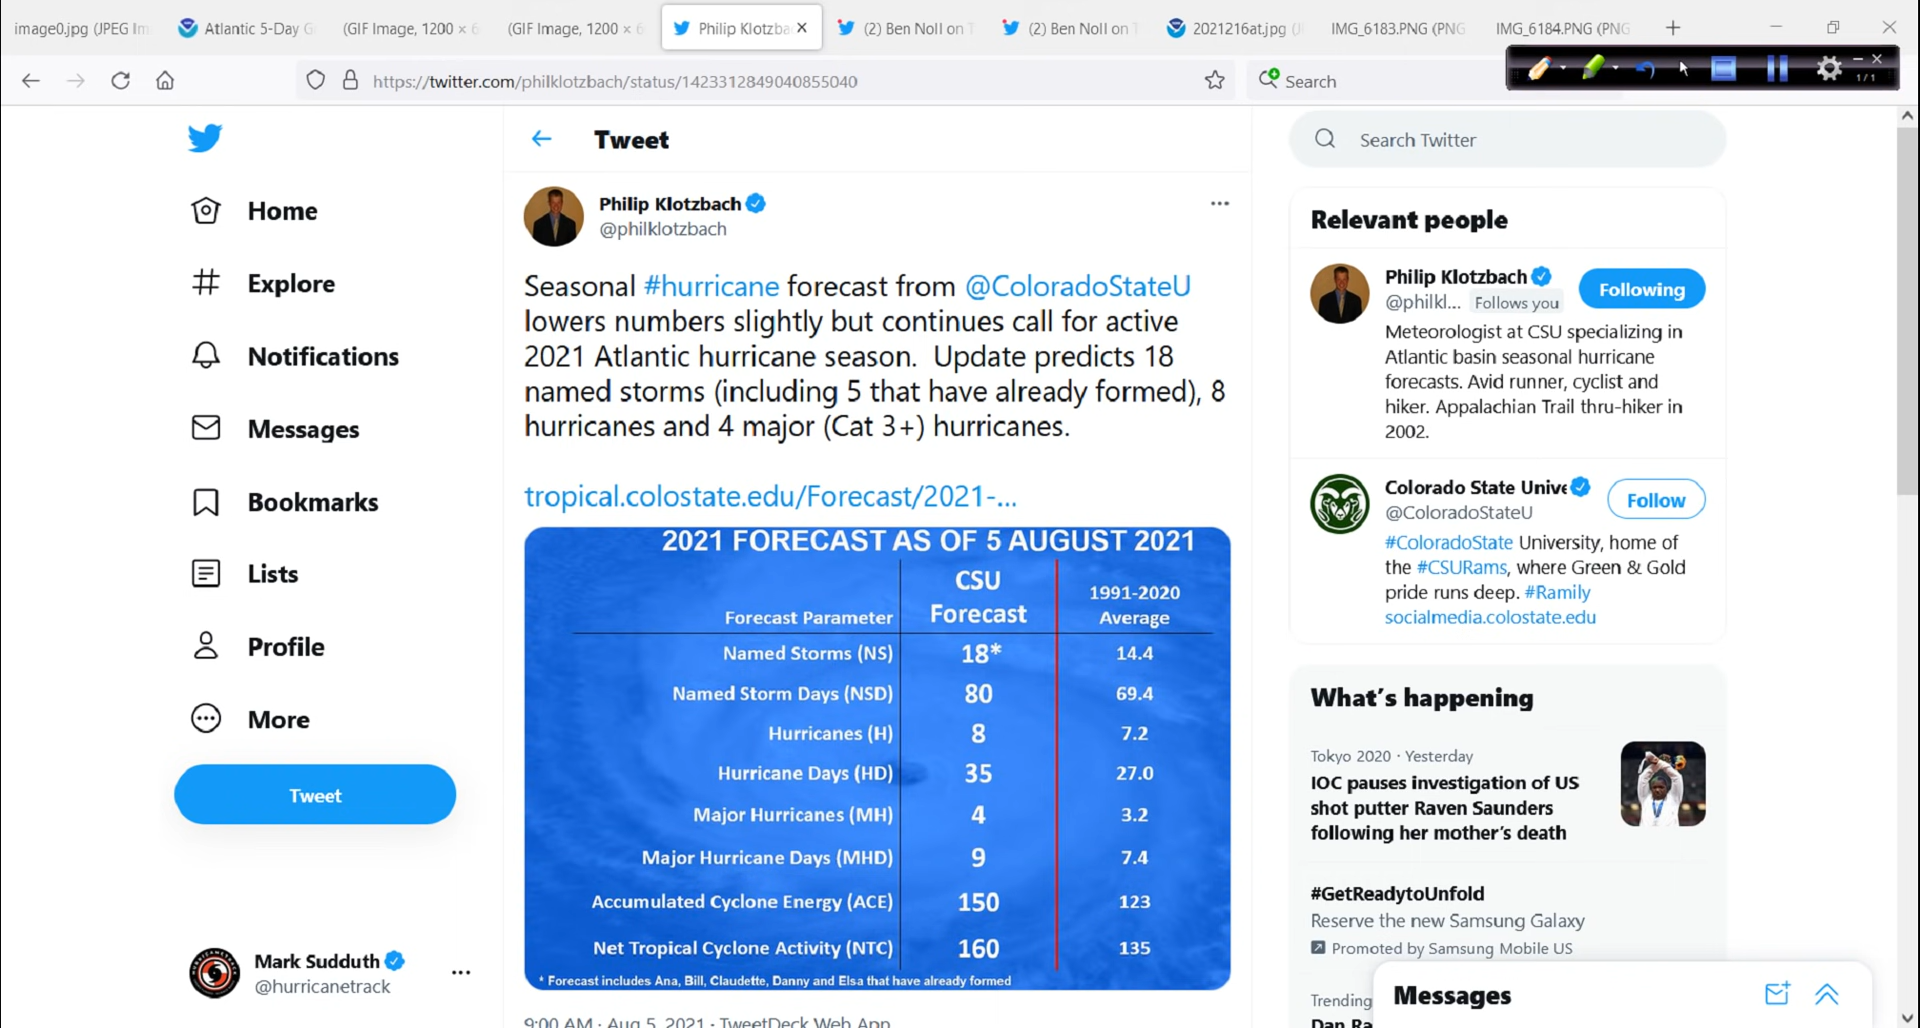 image0.jpg (JPEG Im
Atlantic 5-Day G
(GIF Image, 1200 × 6
(GIF Image, 1200 × 6
Philip Klotzba
(2) Ben Noll on T
(2) Ben Noll on T
2021216at.jpg (J
IMG_6183.PNG (PNG
IMG_6184.PNG (PNG
https://twitter.com/philklotzbach/status/1423312849040855040
Search
1/1
Home
Explore
Notifications
Messages
Bookmarks
Lists
Profile
More
Tweet
Mark Sudduth
@hurricanetrack
Tweet
Philip Klotzbach
@philklotzbach
Seasonal #hurricane forecast from @ColoradoStateU
lowers numbers slightly but continues call for active
2021 Atlantic hurricane season. Update predicts 18
named storms (including 5 that have already formed), 8
hurricanes and 4 major (Cat 3+) hurricanes.
tropical.colostate.edu/Forecast/2021-...
2021 FORECAST AS OF 5 AUGUST 2021
Forecast Parameter CSU Forecast 1991-2020 Average
Named Storms (NS) 18* 14.4
Named Storm Days (NSD) 80 69.4
Hurricanes (H) 8 7.2
Hurricane Days (HD) 35 27.0
Major Hurricanes (MH) 4 3.2
Major Hurricane Days (MHD) 9 7.4
Accumulated Cyclone Energy (ACE) 150 123
Net Tropical Cyclone Activity (NTC) 160 135
* Forecast includes Ana, Bill, Claudette, Danny and Elsa that have already formed
9:00 AM · Aug 5, 2021 · TweetDeck Web App
Search Twitter
Relevant people
Philip Klotzbach
@philkl... Follows you
Following
Meteorologist at CSU specializing in
Atlantic basin seasonal hurricane
forecasts. Avid runner, cyclist and
hiker. Appalachian Trail thru-hiker in
2002.
Colorado State Unive
@ColoradoStateU
Follow
#ColoradoState University, home of
the #CSURams, where Green & Gold
pride runs deep. #Ramily
socialmedia.colostate.edu
What's happening
Tokyo 2020 · Yesterday
IOC pauses investigation of US
shot putter Raven Saunders
following her mother's death
#GetReadytoUnfold
Reserve the new Samsung Galaxy
Promoted by Samsung Mobile US
Trending
Dan Ra
Messages